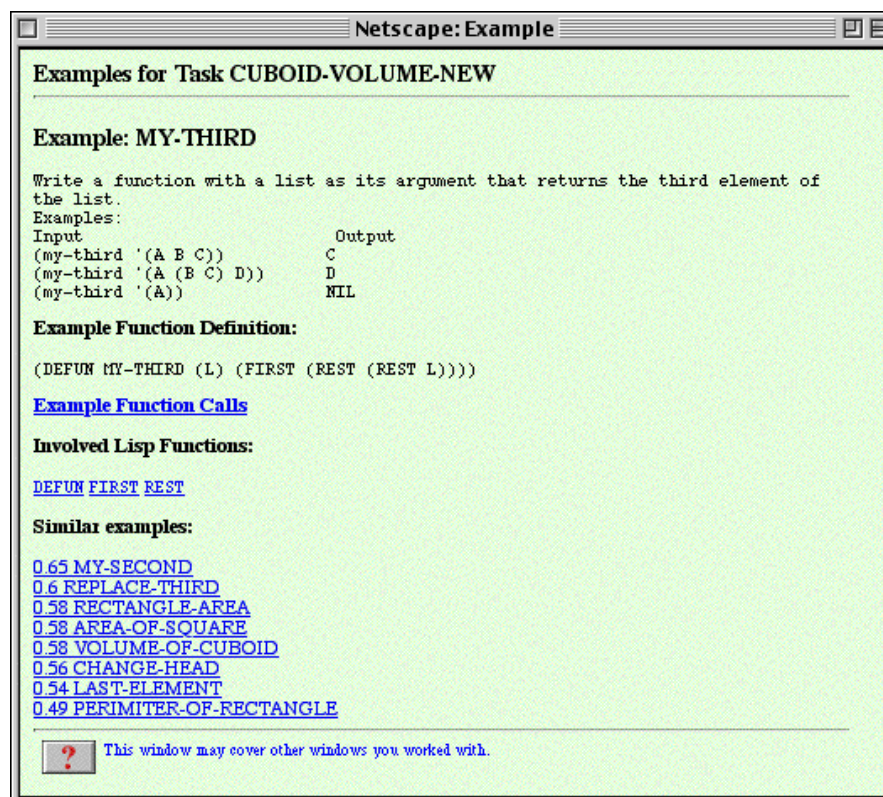 Netscape: Example
Examples for Task CUBOID-VOLUME-NEW
Example: MY-THIRD
Write a function with a list as its argument that returns the third element of
the list.
Examples:
Input Output
(my-third '(A B C)) C
(my-third '(A (B C) D)) D
(my-third '(A)) NIL
Example Function Definition:
(DEFUN MY-THIRD (L) (FIRST (REST (REST L))))
Example Function Calls
Involved Lisp Functions:
DEFUN FIRST REST
Similar examples:
0.65 MY-SECOND
0.6 REPLACE-THIRD
0.58 RECTANGLE-AREA
0.58 AREA-OF-SQUARE
0.58 VOLUME-OF-CUBOID
0.56 CHANGE-HEAD
0.54 LAST-ELEMENT
0.49 PERIMITER-OF-RECTANGLE
? This window may cover other windows you worked with.